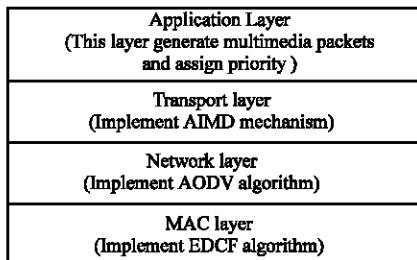 Application Layer
(This layer generate multimedia packets
and assign priority )
Transport layer
(Implement AIMD mechanism)
Network layer
(Implement AODV algorithm)
MAC layer
(Implement EDCF algorithm)